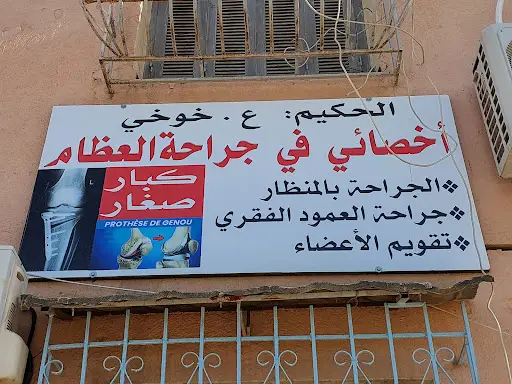 الحكيم: ع. خوخي
أخصائي في جراحة العظام
كبار
صغار
PROTHÈSE DE GENOU
❖الجراحة بالمنظار
❖جراحة العمود الفقري
❖تقويم الأعضاء